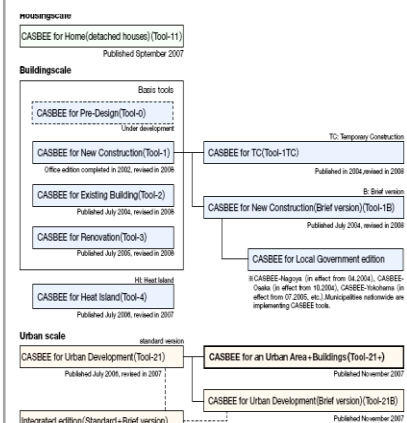 Housingscale
CASBEE for Home(detached houses)(Tool-11)
Published Sptember 2007
Buildingscale
Basis tools
CASBEE for Pre-Design(Tool-0)
Under development
CASBEE for New Construction(Tool-1)
Office edition completed in 2002, revised in 2008
CASBEE for Existing Building(Tool-2)
Published July 2004, revised in 2008
CASBEE for Renovation(Tool-3)
Published July 2005, revised in 2008
HI: Heat Island
CASBEE for Heat Island(Tool-4)
Published July 2006, revised in 2007
TC: Temporary Construction
CASBEE for TC(Tool-1TC)
Published in 2004,revised in 2008
B: Brief version
CASBEE for New Construction(Brief version)(Tool-1B)
Published July 2004, revised in 2008
CASBEE for Local Government edition
※CASBEE-Nagoya (in effect from 04.2004), CASBEE-
Osaka (in effect from 10.2004), CASBEE-Yokohama (in
effect from 07.2005, etc.).Municipalities nationwide are
implementing CASBEE tools.
Urban scale
standard version
CASBEE for Urban Development(Tool-21)
Published July 2006, revised in 2007
CASBEE for an Urban Area+Buildings(Tool-21+)
Published November 2007
CASBEE for Urban Development(Brief version)(Tool-21B)
Published November 2007
Integrated edition(Standard+Brief version)